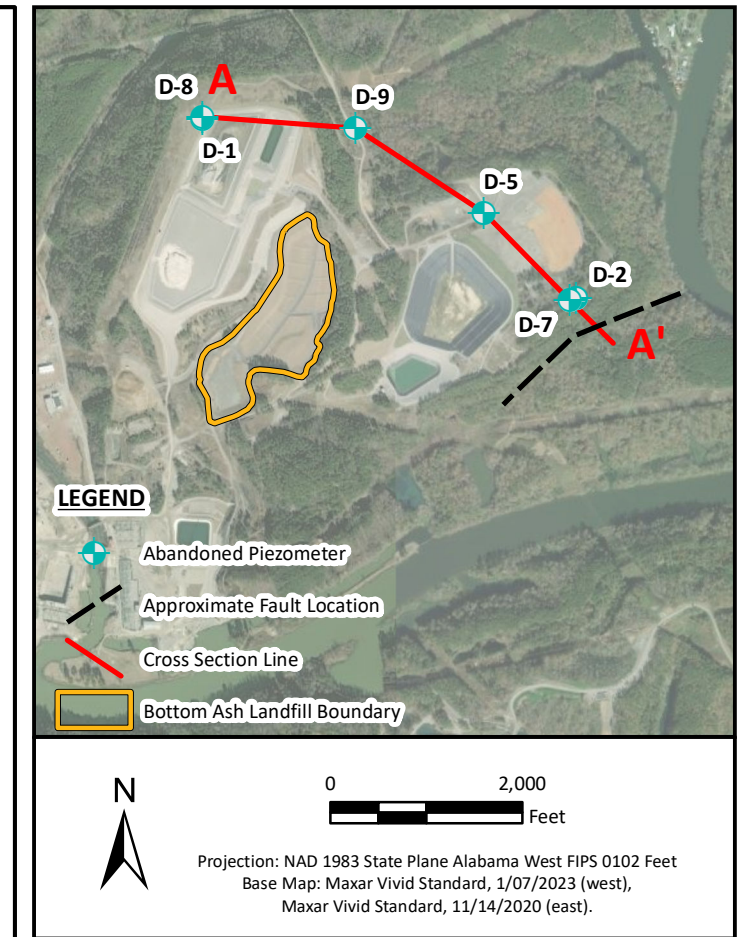 D-8
A
D-9
D-1
D-5
D-2
D-7
A'
LEGEND
Abandoned Piezometer
Approximate Fault Location
Cross Section Line
Bottom Ash Landfill Boundary
N
0 2,000
Feet
Projection: NAD 1983 State Plane Alabama West FIPS 0102 Feet
Base Map: Maxar Vivid Standard, 1/07/2023 (west),
Maxar Vivid Standard, 11/14/2020 (east).